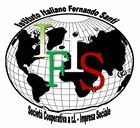 Istituto Italiano Fernando Santi
IIFS
Società Cooperativa a r.l. - Impresa Sociale